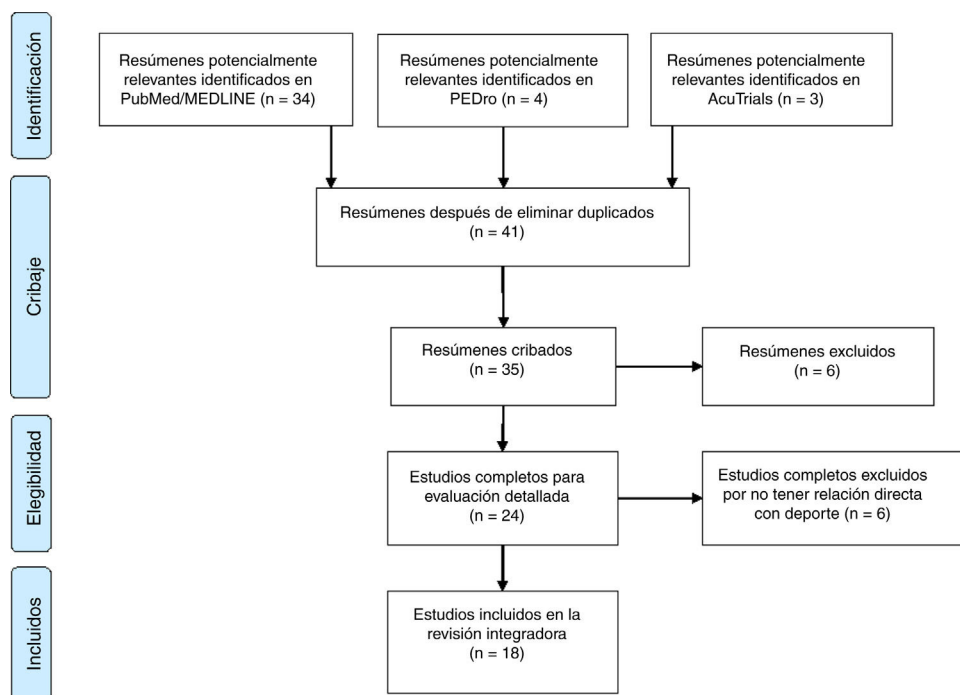 Identificación
Resúmenes potencialmente
relevantes identificados en
PubMed/MEDLINE (n = 34)
Resúmenes potencialmente
relevantes identificados en
PEDro (n = 4)
Resúmenes potencialmente
relevantes identificados en
AcuTrials (n = 3)
Cribaje
Resúmenes después de eliminar duplicados
(n = 41)
Resúmenes cribados
(n = 35)
Resúmenes excluidos
(n = 6)
Elegibilidad
Estudios completos para
evaluación detallada
(n = 24)
Estudios completos excluidos
por no tener relación directa
con deporte (n = 6)
Incluidos
Estudios incluidos en la
revisión integradora
(n = 18)